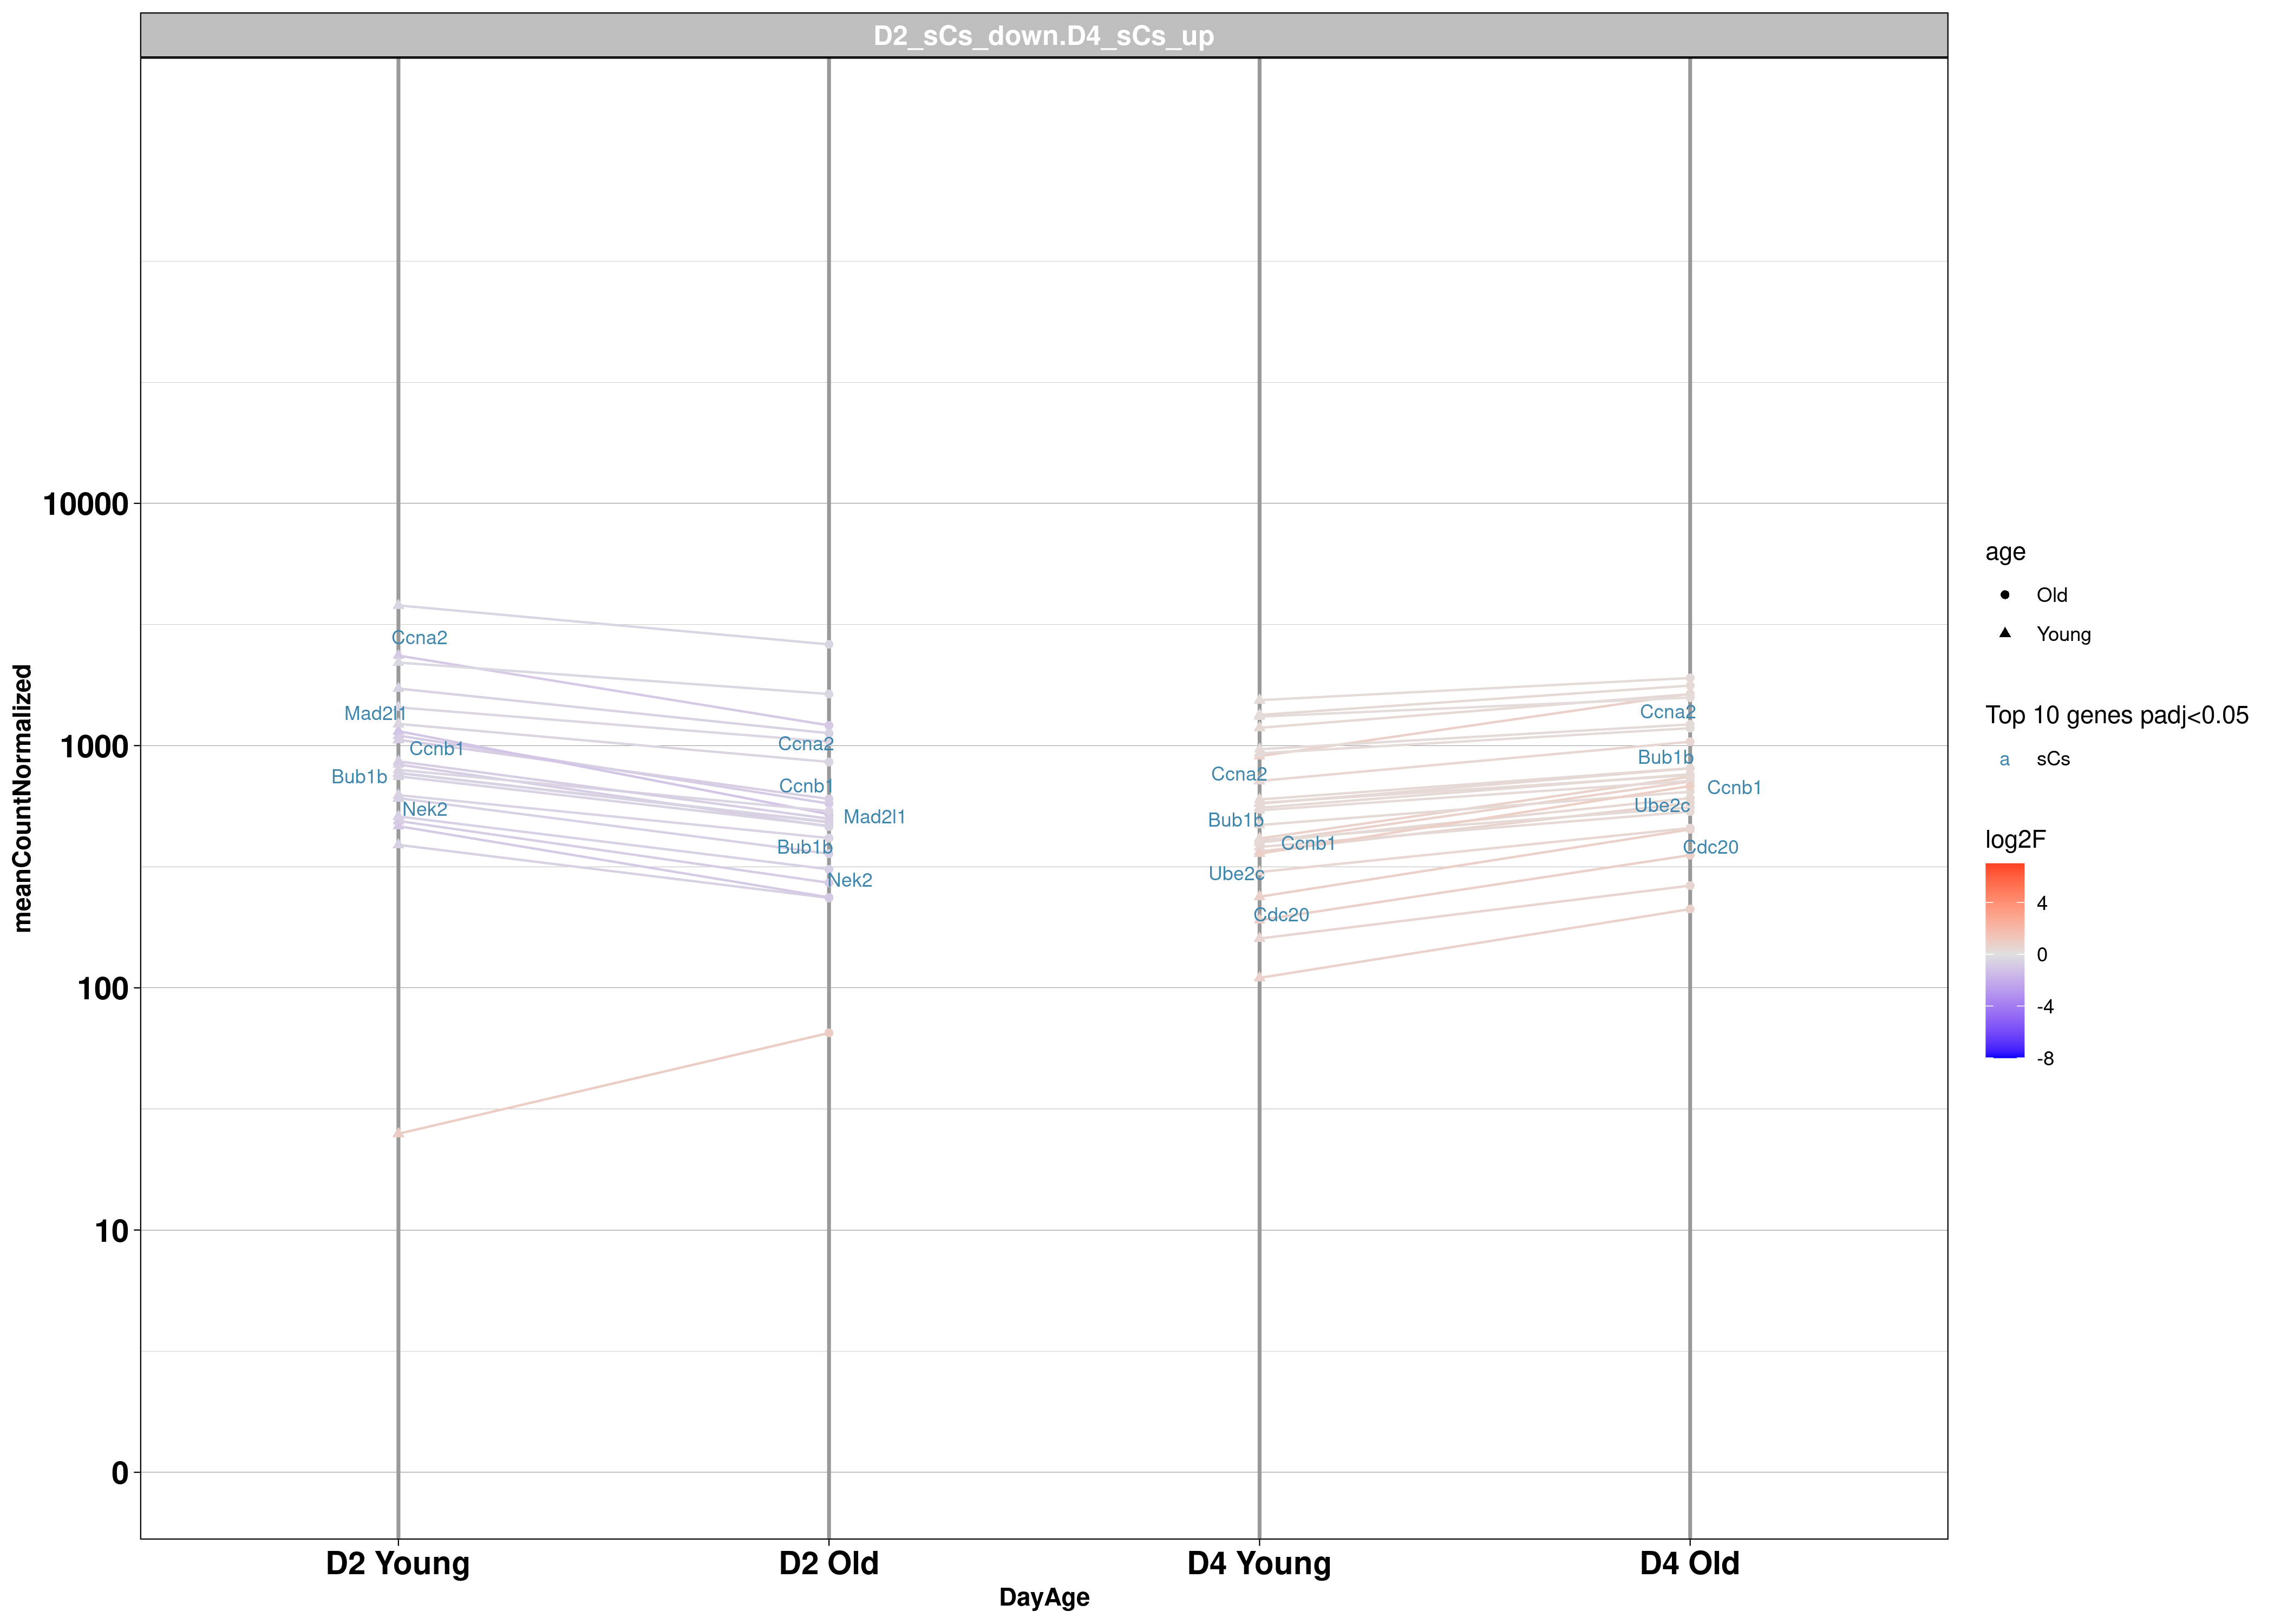 D2_sCs_down.D4_sCs_up
meanCountNormalized
10000
1000
100
10
0
Ccna2
Mad2l1
Ccnb1
Bub1b
Nek2
Ccna2
Ccnb1
Mad2l1
Bub1b
Nek2
Ccna2
Bub1b
Ccnb1
Ube2c
Cdc20
Ccna2
Bub1b
Ccnb1
Ube2c
Cdc20
D2 Young
D2 Old
D4 Young
D4 Old
DayAge
age
Old
Young
Top 10 genes padj<0.05
a sCs
log2F
4
0
-4
-8